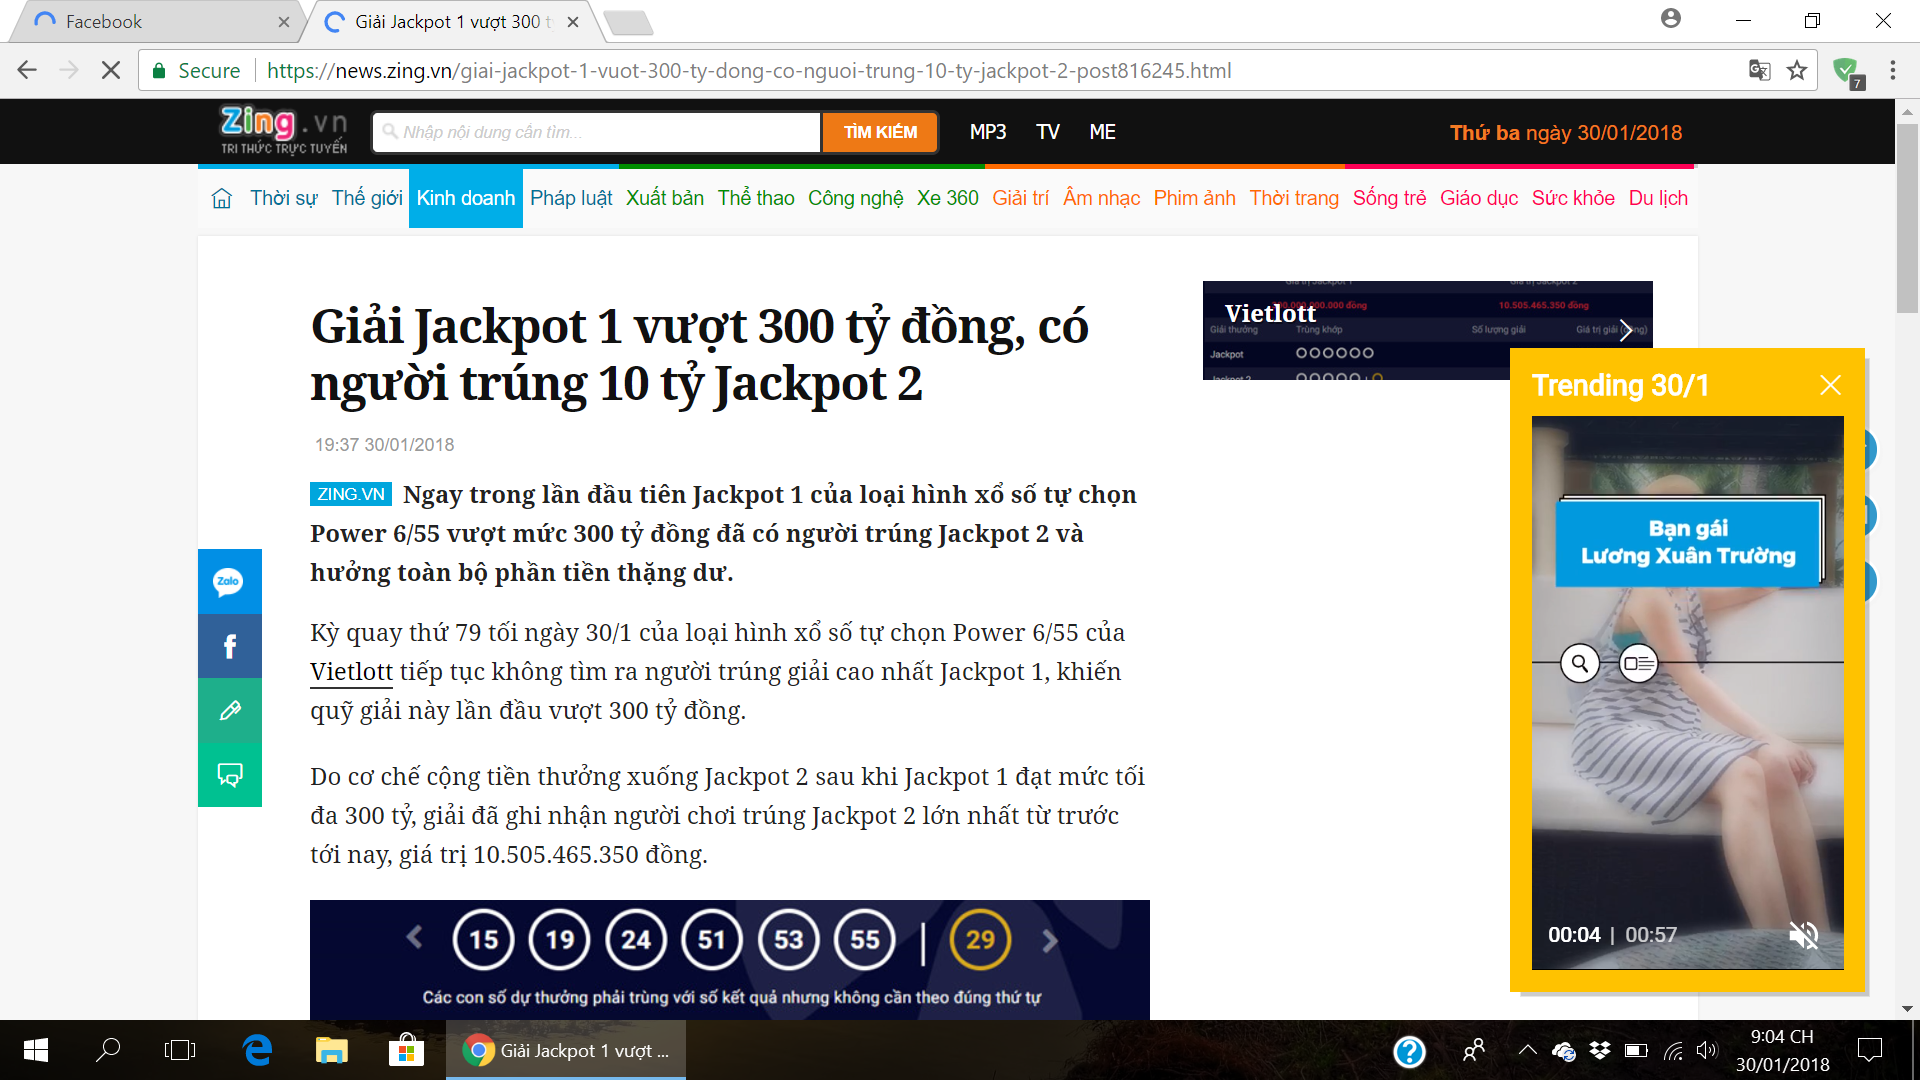 Facebook
Giải Jackpot 1 vượt 300 t
Secure
https://news.zing.vn/giai-jackpot-1-vuot-300-ty-dong-co-nguoi-trung-10-ty-jackpot-2-post816245.html
7
Zing.vn
TRI THỨC TRỰC TUYẾN
Nhập nội dung cần tìm...
TÌM KIẾM
MP3 TV ME
Thứ ba ngày 30/01/2018
Thời sự Thế giới Kinh doanh Pháp luật Xuất bản Thể thao Công nghệ Xe 360 Giải trí Âm nhạc Phim ảnh Thời trang Sống trẻ Giáo dục Sức khỏe Du lịch
Giải Jackpot 1 vượt 300 tỷ đồng, có
người trúng 10 tỷ Jackpot 2
19:37 30/01/2018
ZING.VN Ngay trong lần đầu tiên Jackpot 1 của loại hình xổ số tự chọn
Power 6/55 vượt mức 300 tỷ đồng đã có người trúng Jackpot 2 và
hưởng toàn bộ phần tiền thặng dư.
Kỳ quay thứ 79 tối ngày 30/1 của loại hình xổ số tự chọn Power 6/55 của
Vietlott tiếp tục không tìm ra người trúng giải cao nhất Jackpot 1, khiến
quỹ giải này lần đầu vượt 300 tỷ đồng.
Do cơ chế cộng tiền thưởng xuống Jackpot 2 sau khi Jackpot 1 đạt mức tối
đa 300 tỷ, giải đã ghi nhận người chơi trúng Jackpot 2 lớn nhất từ trước
tới nay, giá trị 10.505.465.350 đồng.
15 19 24 51 53 55 | 29
Các con số dự thưởng phải trùng với số kết quả nhưng không cần theo đúng thứ tự
Zalo
f
Vietlott
.000.000 đồng
10.505.465.350 đồng
Giải thưởng Trùng khớp Số lượng giải Giá trị giải (đồng)
Jackpot
Jackpot 2
Trending 30/1
Bạn gái
Lương Xuân Trường
00:04 | 00:57
Giải Jackpot 1 vượt ...
9:04 CH
30/01/2018